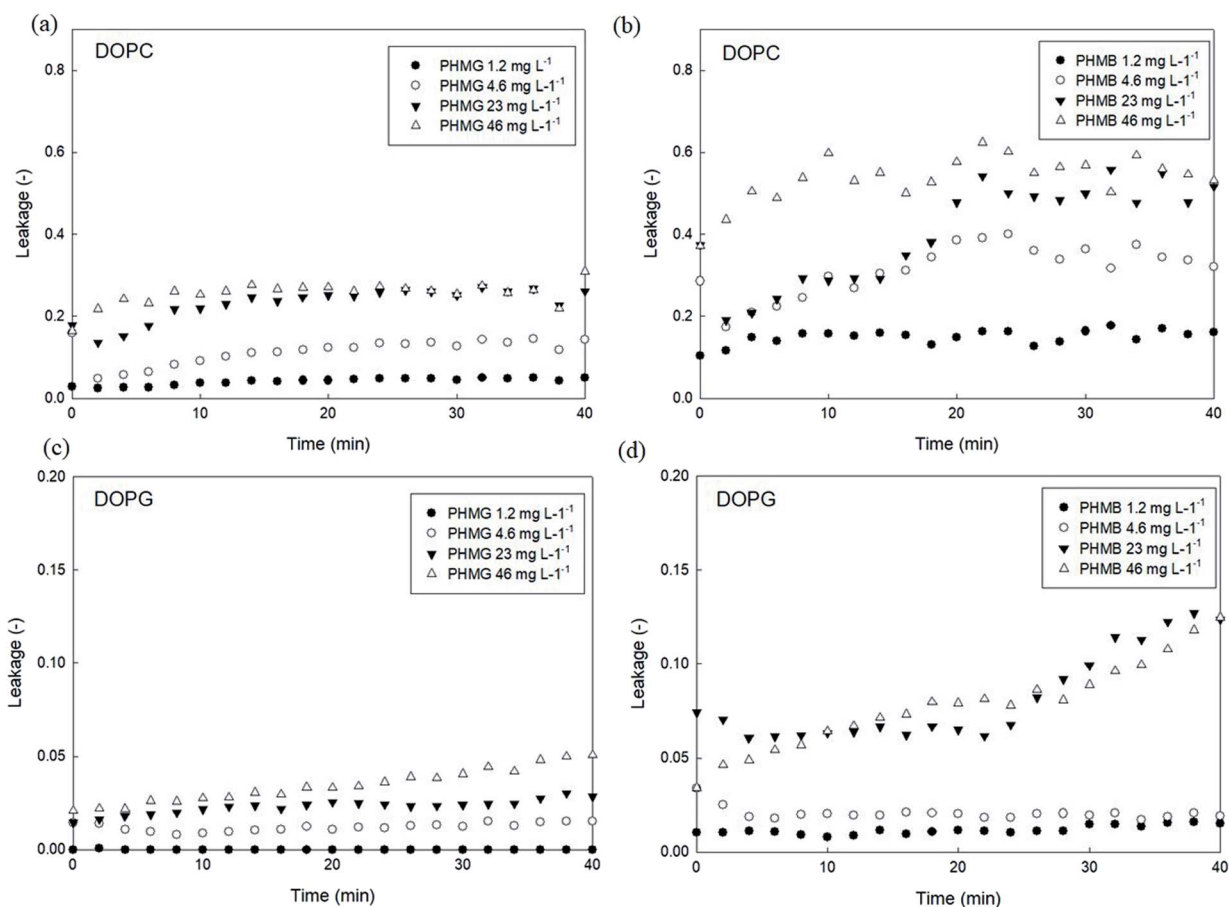 (a)
DOPC
PHMG 1.2 mg L⁻¹
PHMG 4.6 mg L-1⁻¹
PHMG 23 mg L-1⁻¹
PHMG 46 mg L-1⁻¹
0.8
0.6
0.4
0.2
0.0
Leakage (-)
0 10 20 30 40
Time (min)
(b)
DOPC
PHMB 1.2 mg L-1⁻¹
PHMB 4.6 mg L-1⁻¹
PHMB 23 mg L-1⁻¹
PHMB 46 mg L-1⁻¹
0.8
0.6
0.4
0.2
0.0
Leakage (-)
0 10 20 30 40
Time (min)
(c)
DOPG
PHMG 1.2 mg L-1⁻¹
PHMG 4.6 mg L-1⁻¹
PHMG 23 mg L-1⁻¹
PHMG 46 mg L-1⁻¹
0.20
0.15
0.10
0.05
0.00
Leakage (-)
0 10 20 30 40
Time (min)
(d)
DOPG
PHMB 1.2 mg L-1⁻¹
PHMB 4.6 mg L-1⁻¹
PHMB 23 mg L-1⁻¹
PHMB 46 mg L-1⁻¹
0.20
0.15
0.10
0.05
0.00
Leakage (-)
0 10 20 30 40
Time (min)